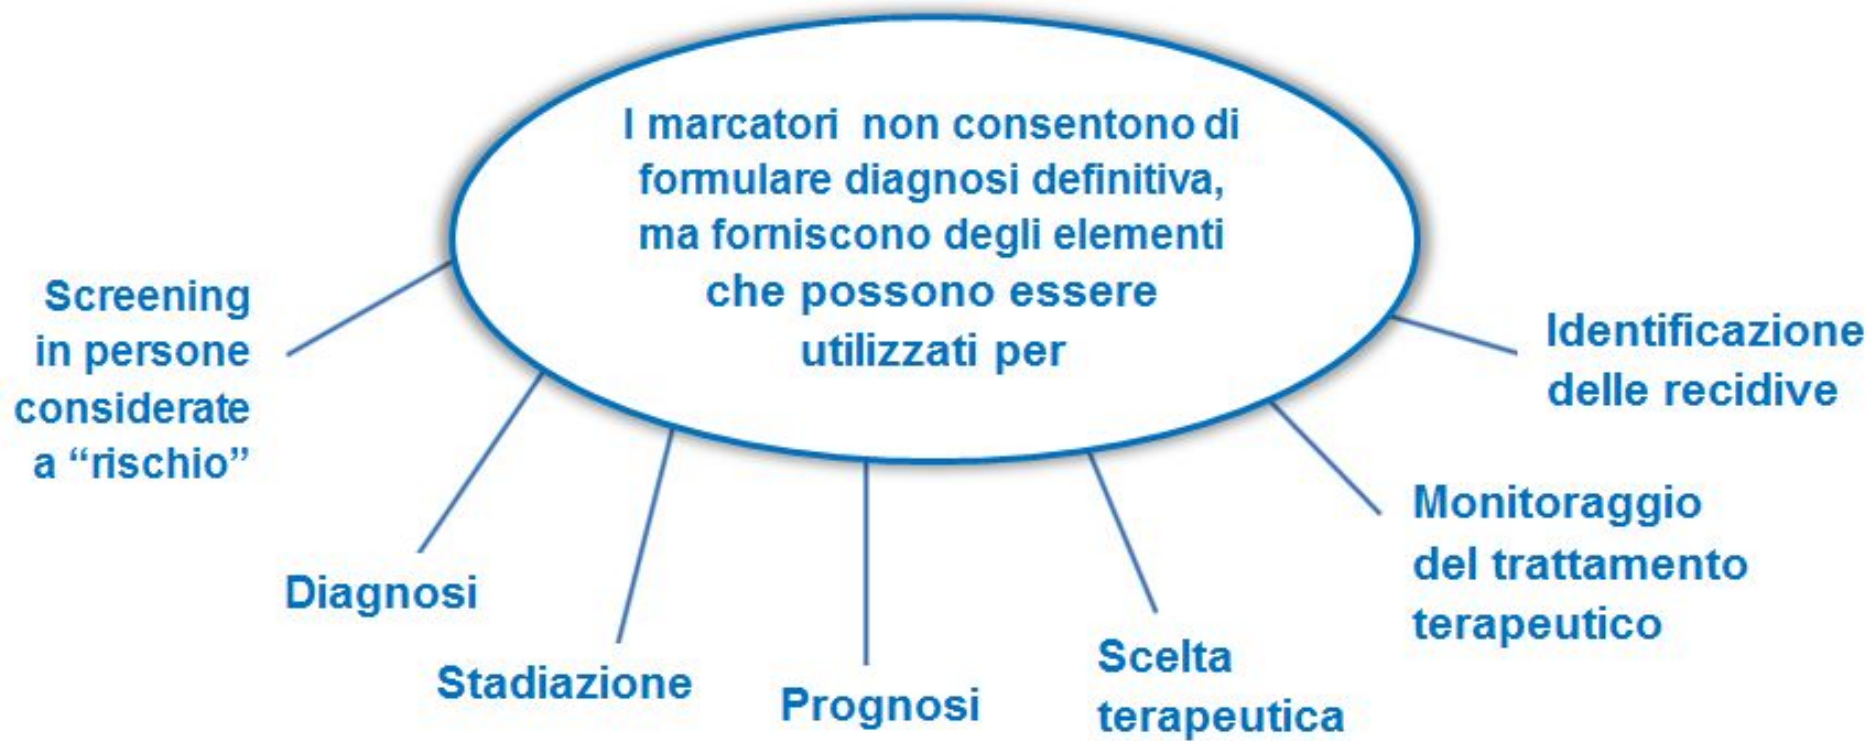 I marcatori non consentono di
formulare diagnosi definitiva,
ma forniscono degli elementi
che possono essere
utilizzati per
Screening
in persone
considerate
a “rischio”
Diagnosi
Stadiazione
Prognosi
Scelta
terapeutica
Monitoraggio
del trattamento
terapeutico
Identificazione
delle recidive